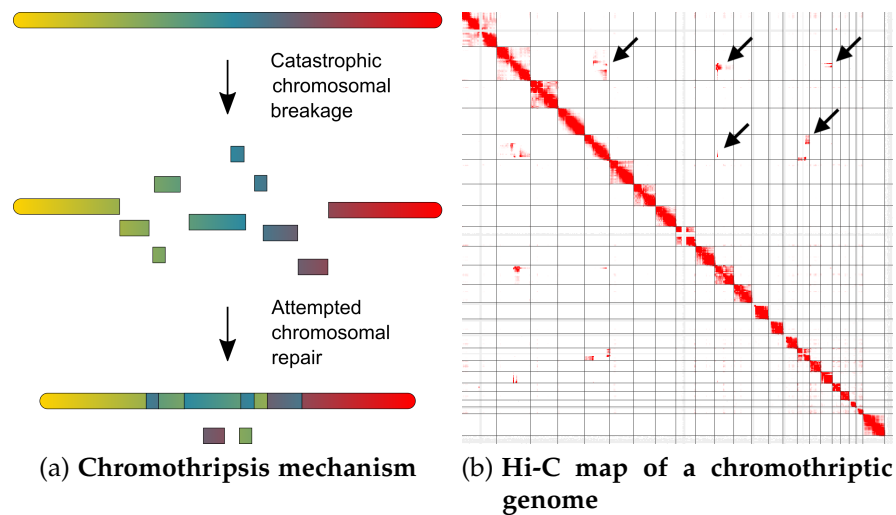 Catastrophic
chromosomal
breakage
Attempted
chromosomal
repair
(a) Chromothripsis mechanism
(b) Hi-C map of a chromothriptic
genome